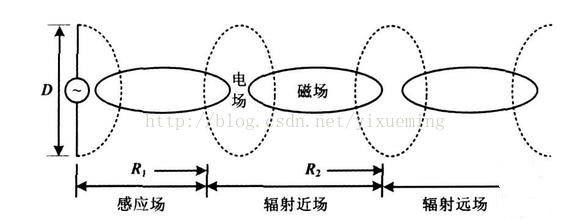 D
~
电场
磁场
http://blog.csdn.net/yixueming
R₁
R₂
感应场
辐射近场
辐射远场